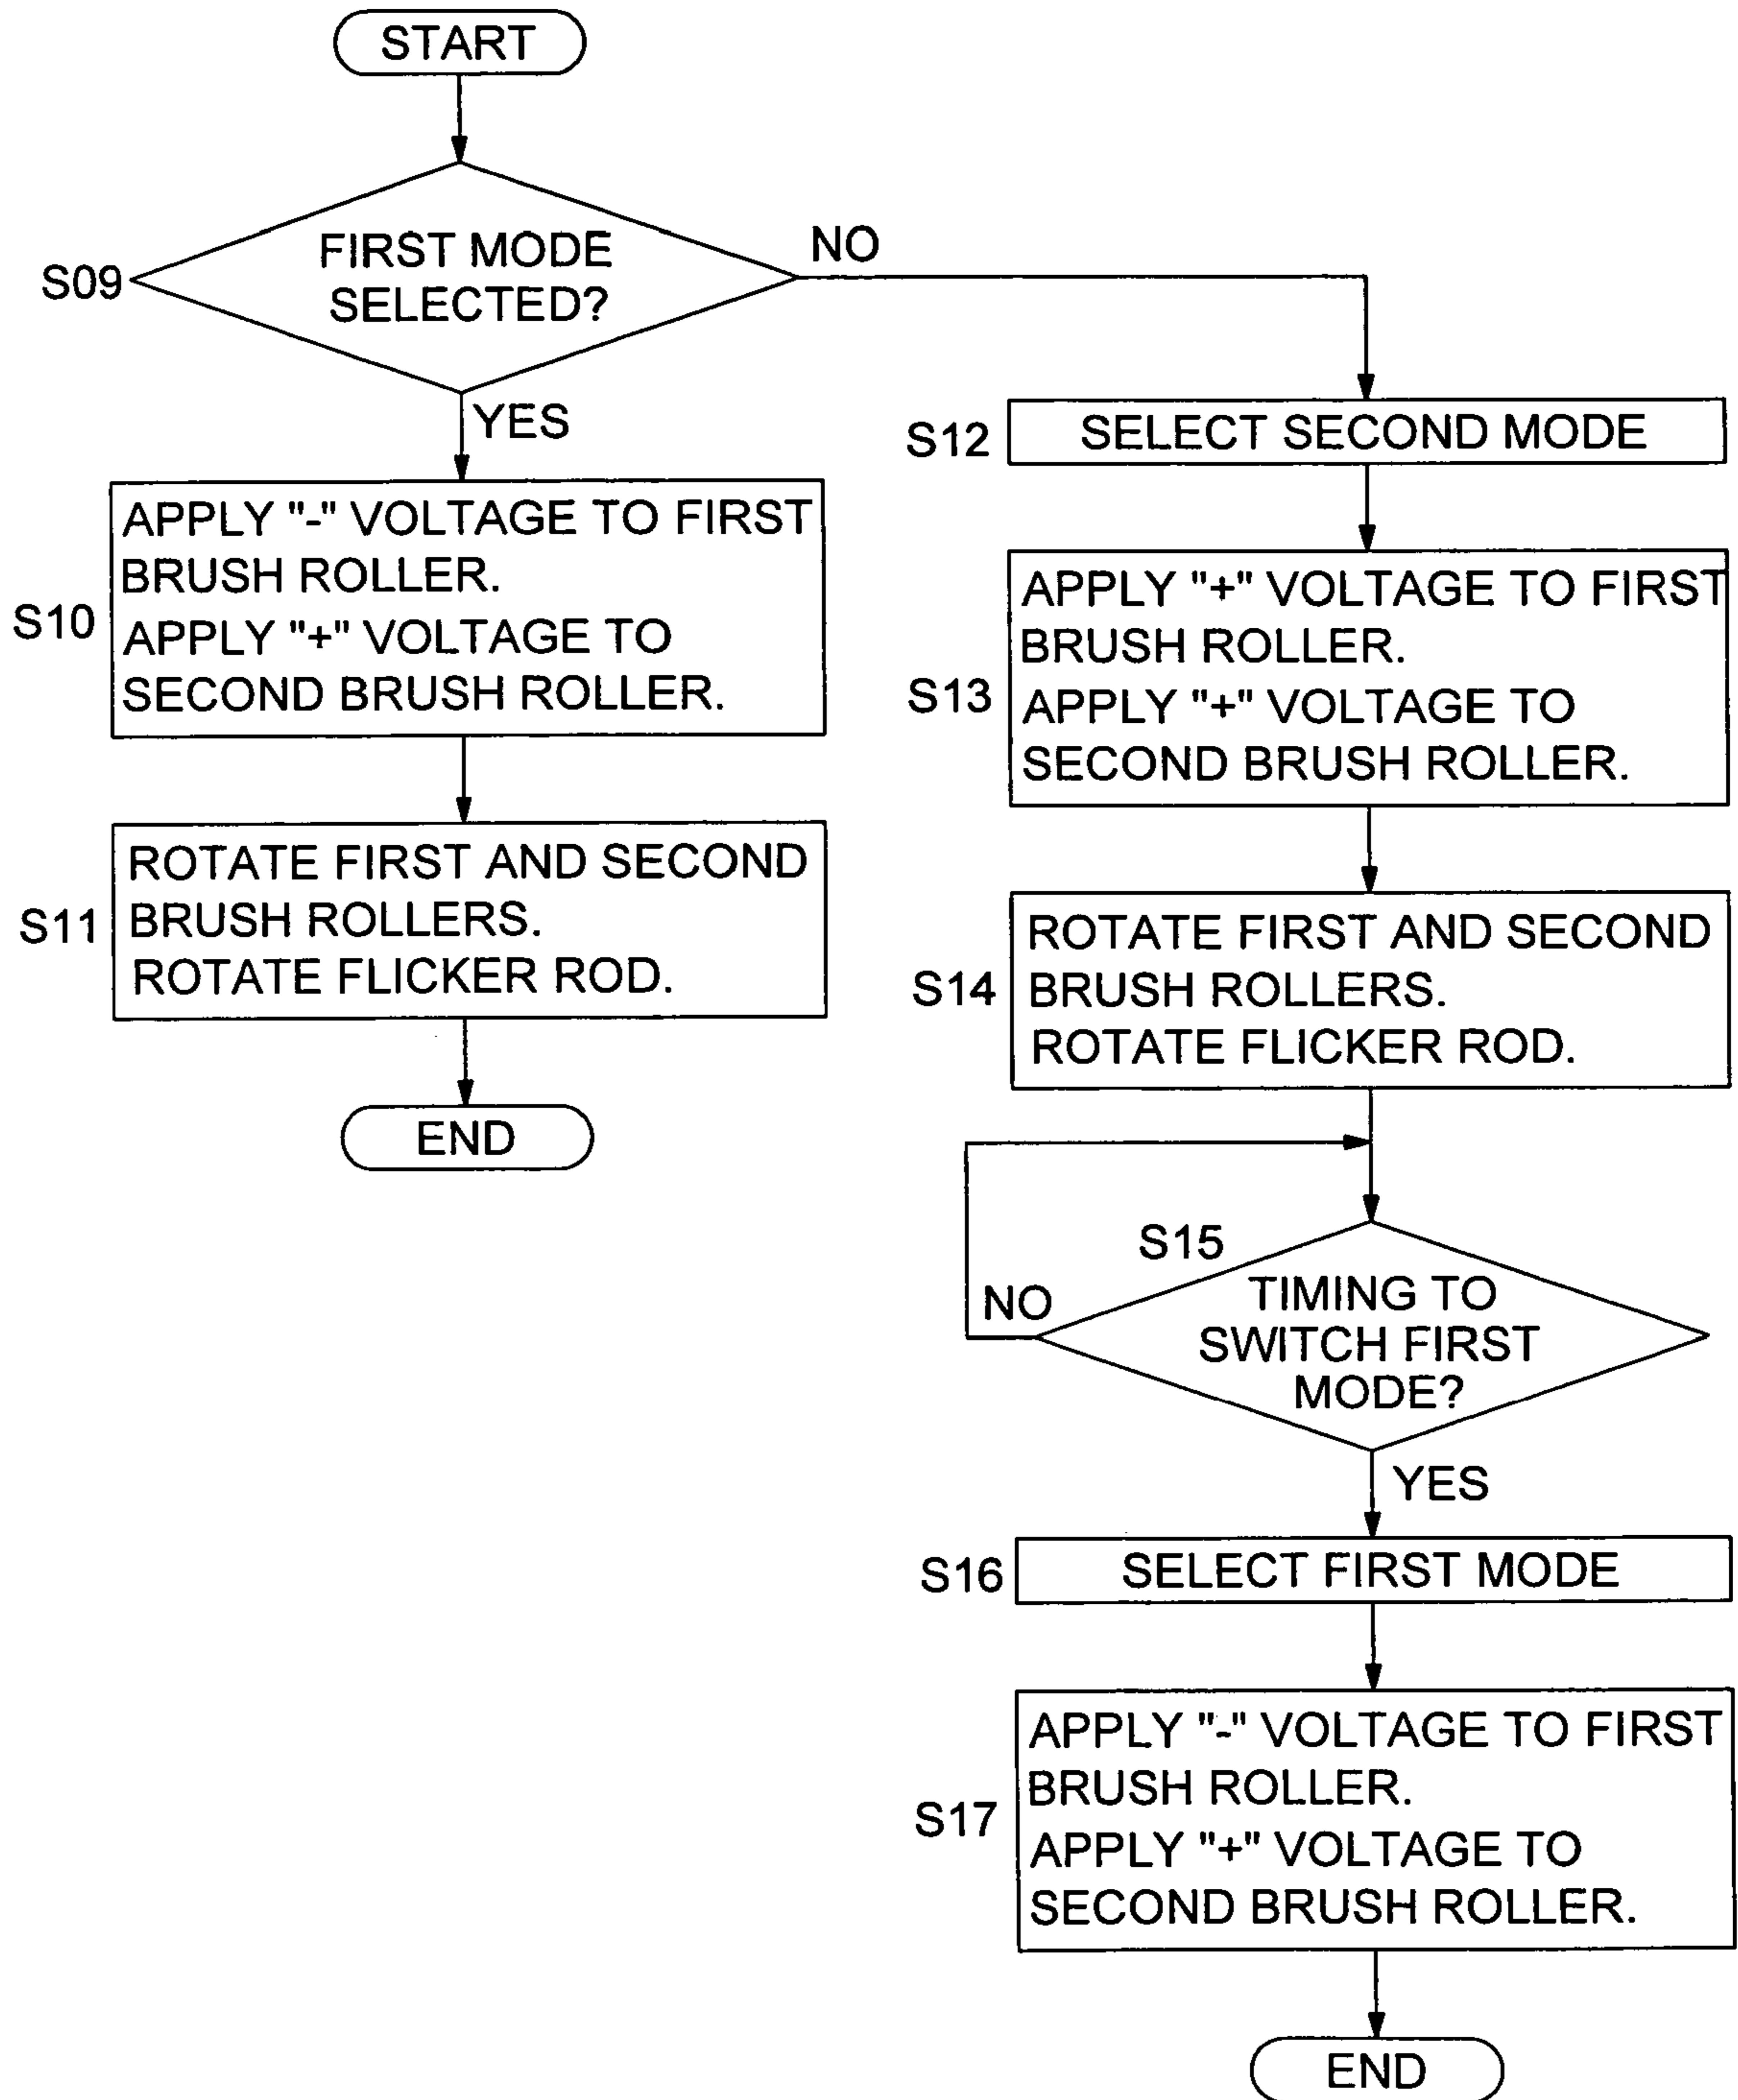 START
S09
FIRST MODE
SELECTED?
NO
YES
S10
APPLY "-" VOLTAGE TO FIRST
BRUSH ROLLER.
APPLY "+" VOLTAGE TO
SECOND BRUSH ROLLER.
S11
ROTATE FIRST AND SECOND
BRUSH ROLLERS.
ROTATE FLICKER ROD.
END
S12
SELECT SECOND MODE
S13
APPLY "+" VOLTAGE TO FIRST
BRUSH ROLLER.
APPLY "+" VOLTAGE TO
SECOND BRUSH ROLLER.
S14
ROTATE FIRST AND SECOND
BRUSH ROLLERS.
ROTATE FLICKER ROD.
S15
NO
TIMING TO
SWITCH FIRST
MODE?
YES
S16
SELECT FIRST MODE
S17
APPLY "-" VOLTAGE TO FIRST
BRUSH ROLLER.
APPLY "+" VOLTAGE TO
SECOND BRUSH ROLLER.
END